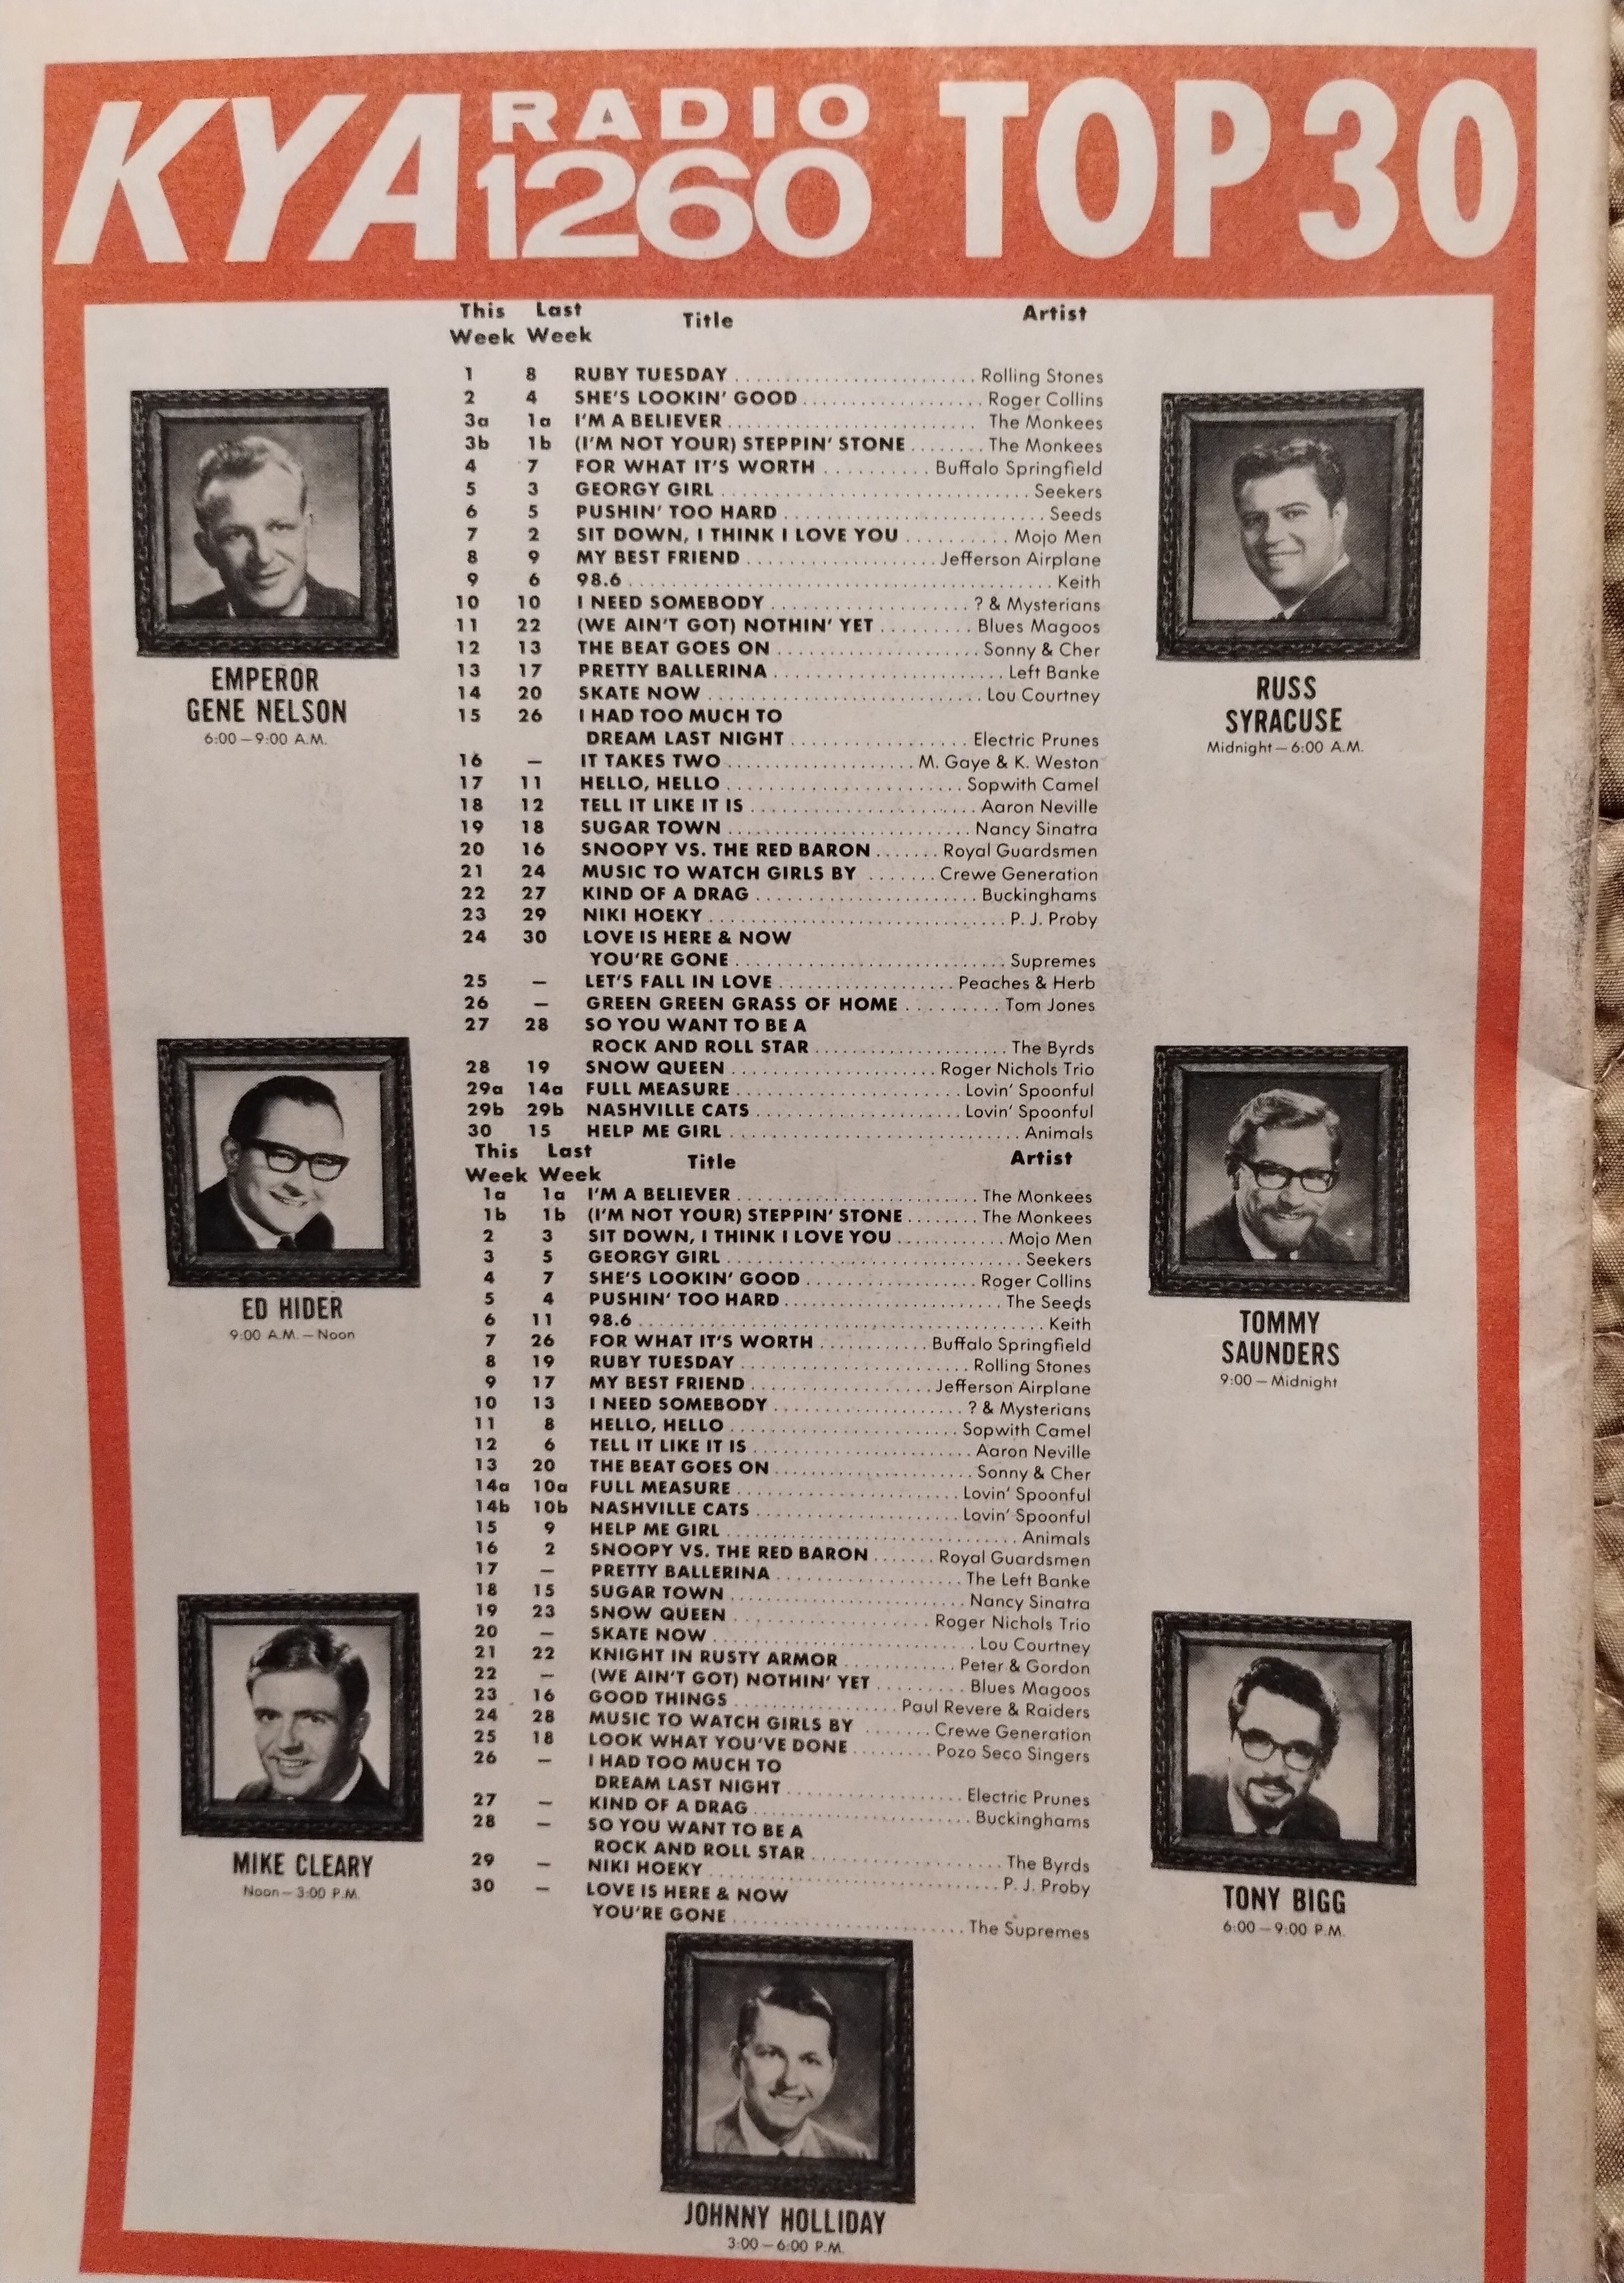 KYA RADIO 1260 TOP 30
This Week Last Week Title Artist
1 8 RUBY TUESDAY Rolling Stones
2 4 SHE'S LOOKIN' GOOD Roger Collins
3a 1a I'M A BELIEVER The Monkees
3b 1b (I'M NOT YOUR) STEPPIN' STONE The Monkees
4 7 FOR WHAT IT'S WORTH Buffalo Springfield
5 3 GEORGY GIRL Seekers
6 5 PUSHIN' TOO HARD Seeds
7 2 SIT DOWN, I THINK I LOVE YOU Mojo Men
8 9 MY BEST FRIEND Jefferson Airplane
9 6 98.6 Keith
10 10 I NEED SOMEBODY ? & Mysterians
11 22 (WE AIN'T GOT) NOTHIN' YET Blues Magoos
12 13 THE BEAT GOES ON Sonny & Cher
13 17 PRETTY BALLERINA Left Banke
14 20 SKATE NOW Lou Courtney
15 26 I HAD TOO MUCH TO
DREAM LAST NIGHT Electric Prunes
16 – IT TAKES TWO M. Gaye & K. Weston
17 11 HELLO, HELLO Sopwith Camel
18 12 TELL IT LIKE IT IS Aaron Neville
19 18 SUGAR TOWN Nancy Sinatra
20 16 SNOOPY VS. THE RED BARON Royal Guardsmen
21 24 MUSIC TO WATCH GIRLS BY Crewe Generation
22 27 KIND OF A DRAG Buckinghams
23 29 NIKI HOEKY P. J. Proby
24 30 LOVE IS HERE & NOW
YOU'RE GONE Supremes
25 – LET'S FALL IN LOVE Peaches & Herb
26 – GREEN GREEN GRASS OF HOME Tom Jones
27 28 SO YOU WANT TO BE A
ROCK AND ROLL STAR The Byrds
28 19 SNOW QUEEN Roger Nichols Trio
29a 14a FULL MEASURE Lovin' Spoonful
29b 29b NASHVILLE CATS Lovin' Spoonful
30 15 HELP ME GIRL Animals
This Week Last Week Title Artist
1a 1a I'M A BELIEVER The Monkees
1b 1b (I'M NOT YOUR) STEPPIN' STONE The Monkees
2 3 SIT DOWN, I THINK I LOVE YOU Mojo Men
3 5 GEORGY GIRL Seekers
4 7 SHE'S LOOKIN' GOOD Roger Collins
5 4 PUSHIN' TOO HARD The Seeds
6 11 98.6 Keith
7 26 FOR WHAT IT'S WORTH Buffalo Springfield
8 19 RUBY TUESDAY Rolling Stones
9 17 MY BEST FRIEND Jefferson Airplane
10 13 I NEED SOMEBODY ? & Mysterians
11 8 HELLO, HELLO Sopwith Camel
12 6 TELL IT LIKE IT IS Aaron Neville
13 20 THE BEAT GOES ON Sonny & Cher
14a 10a FULL MEASURE Lovin' Spoonful
14b 10b NASHVILLE CATS Lovin' Spoonful
15 9 HELP ME GIRL Animals
16 2 SNOOPY VS. THE RED BARON Royal Guardsmen
17 – PRETTY BALLERINA The Left Banke
18 15 SUGAR TOWN Nancy Sinatra
19 23 SNOW QUEEN Roger Nichols Trio
20 – SKATE NOW Lou Courtney
21 22 KNIGHT IN RUSTY ARMOR Peter & Gordon
22 – (WE AIN'T GOT) NOTHIN' YET Blues Magoos
23 16 GOOD THINGS Paul Revere & Raiders
24 28 MUSIC TO WATCH GIRLS BY Crewe Generation
25 18 LOOK WHAT YOU'VE DONE Pozo Seco Singers
26 – I HAD TOO MUCH TO
DREAM LAST NIGHT Electric Prunes
27 – KIND OF A DRAG Buckinghams
28 – SO YOU WANT TO BE A
ROCK AND ROLL STAR The Byrds
29 – NIKI HOEKY P. J. Proby
30 – LOVE IS HERE & NOW
YOU'RE GONE The Supremes
EMPEROR
GENE NELSON
6:00 – 9:00 A.M.
ED HIDER
9:00 A.M. – Noon
MIKE CLEARY
Noon – 3:00 P.M.
RUSS
SYRACUSE
Midnight – 6:00 A.M.
TOMMY
SAUNDERS
9:00 – Midnight
TONY BIGG
6:00 – 9:00 P.M.
JOHNNY HOLLIDAY
3:00 – 6:00 P.M.